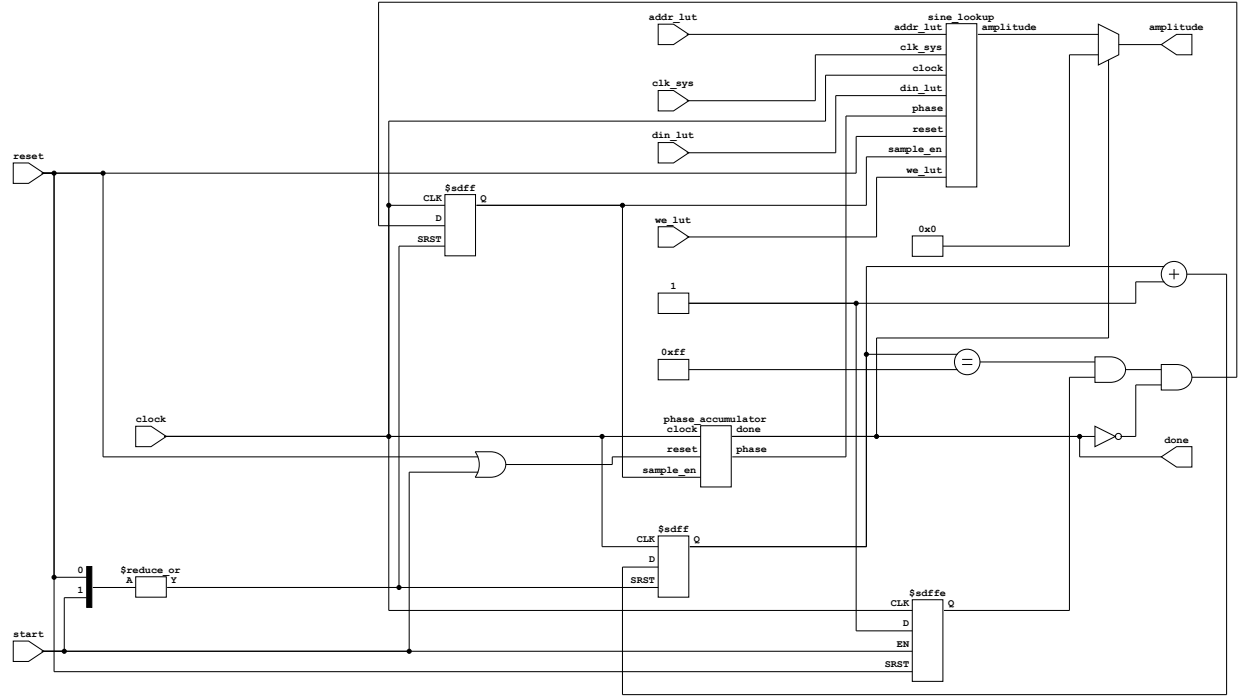 addr_lut
sine_lookup
amplitude
addr_lut
amplitude
clk_sys
clock
clk_sys
din_lut
phase
din_lut
reset
reset
sample_en
we_lut
$sdff
CLK
Q
D
SRST
we_lut
0x0
+
1
0xff
=
clock
phase_accumulator
clock
done
reset
phase
sample_en
done
$sdff
CLK
Q
D
SRST
0
$reduce_or
A
Y
1
$sdffe
CLK
Q
D
EN
SRST
1
start